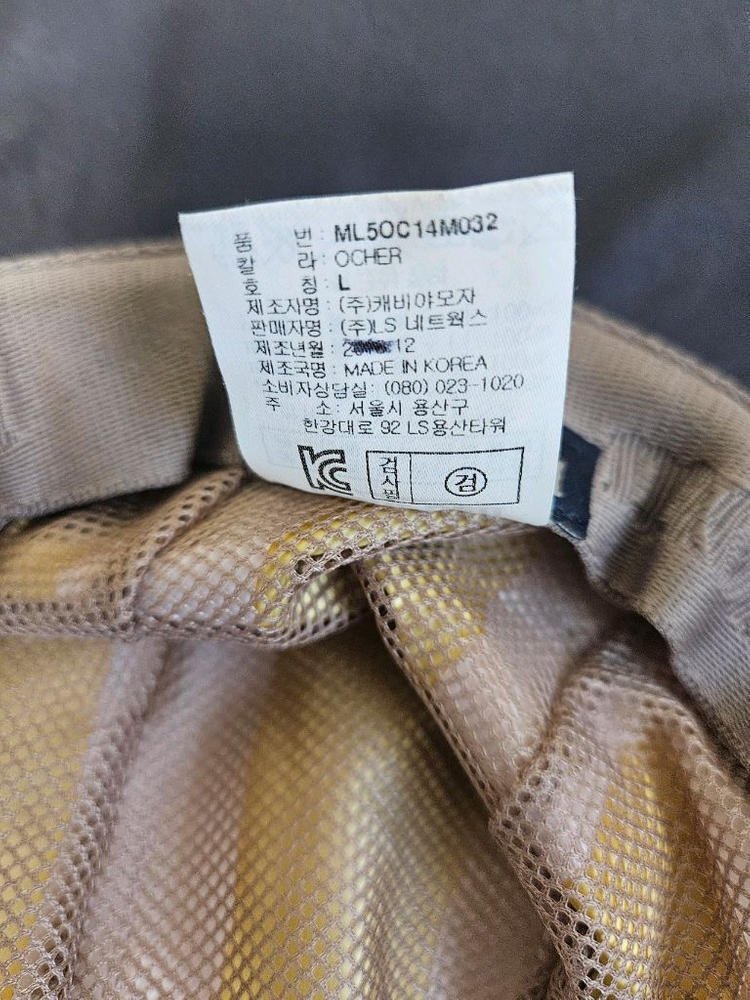 품 번 : ML5OC14M032
칼 라 : OCHER
호 칭 : L
제조자명 : (주)캐비야모자
판매자명 : (주)LS 네트웍스
제조년월 : 12
제조국명 : MADE IN KOREA
소비자상담실 : (080) 023-1020
주 소 : 서울시 용산구
한강대로 92 LS용산타워
KC 검사필 검